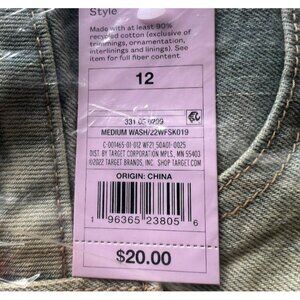 Style
Made with at least 90%
recycled cotton (exclusive of
trimmings, ornamentation,
interlinings and linings). See
item for full fiber content.
12
331 05 0299
MEDIUM WASH/22WFSK019
C-001465-01-012 WF21 50A01-0025
DIST. BY TARGET CORPORATION MPLS, MN 55403
©2022 TARGET BRANDS, INC. SHOP TARGET.COM
ORIGIN: CHINA
1 96365 23805 6
$20.00